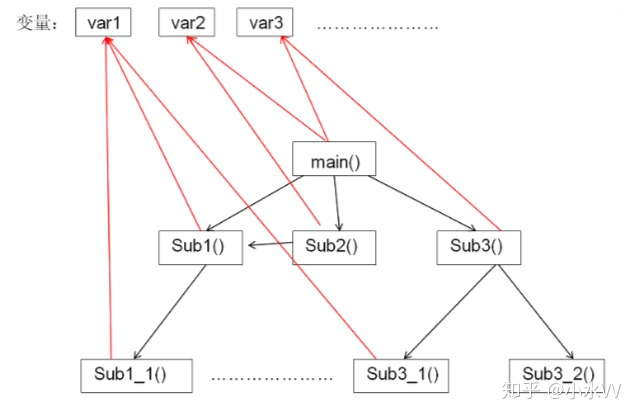 变量： var1 var2 var3 ......................
main()
Sub1() Sub2() Sub3()
Sub1_1() ...................... Sub3_1() Sub3_2()
知乎 @小水VV